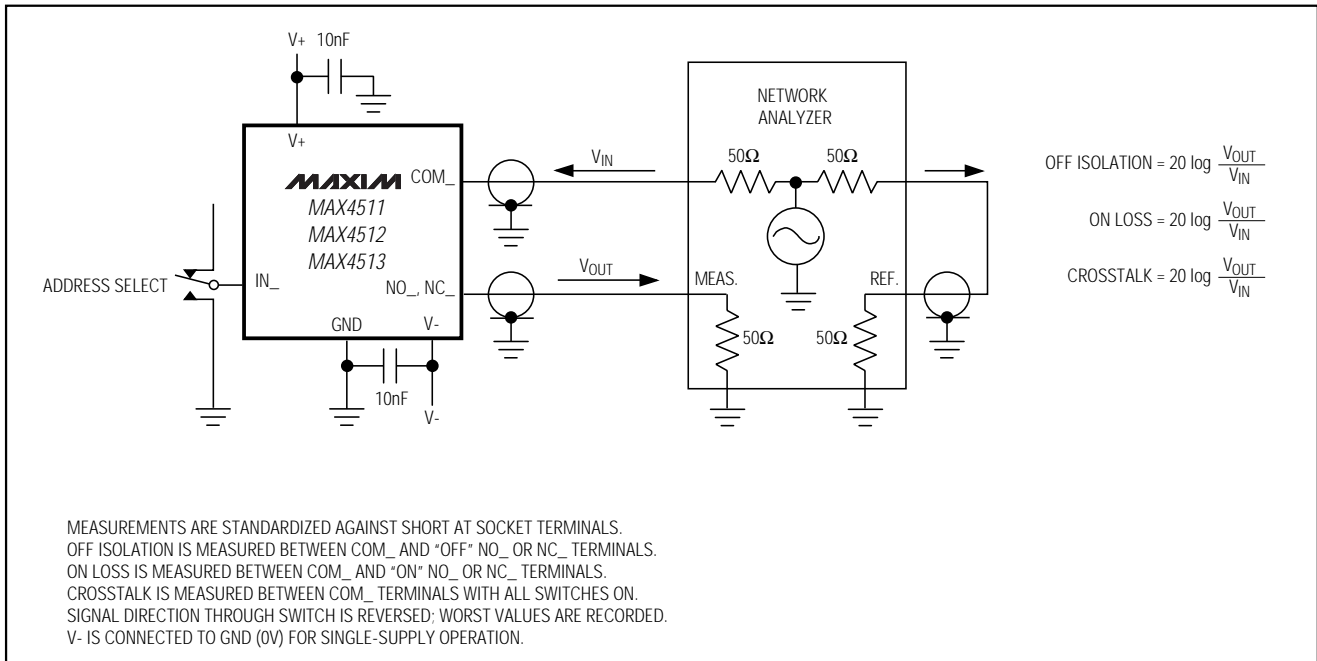 V+ 10nF
V+
MAXIM
MAX4511
MAX4512
MAX4513
COM_
NO_, NC_
IN_
GND
V-
ADDRESS SELECT
10nF
V-
VIN
VOUT
NETWORK
ANALYZER
50Ω
50Ω
MEAS.
REF.
50Ω
50Ω
OFF ISOLATION = 20 log VOUT
VIN
ON LOSS = 20 log VOUT
VIN
CROSSTALK = 20 log VOUT
VIN
MEASUREMENTS ARE STANDARDIZED AGAINST SHORT AT SOCKET TERMINALS.
OFF ISOLATION IS MEASURED BETWEEN COM_ AND “OFF” NO_ OR NC_ TERMINALS.
ON LOSS IS MEASURED BETWEEN COM_ AND “ON” NO_ OR NC_ TERMINALS.
CROSSTALK IS MEASURED BETWEEN COM_ TERMINALS WITH ALL SWITCHES ON.
SIGNAL DIRECTION THROUGH SWITCH IS REVERSED; WORST VALUES ARE RECORDED.
V- IS CONNECTED TO GND (0V) FOR SINGLE-SUPPLY OPERATION.